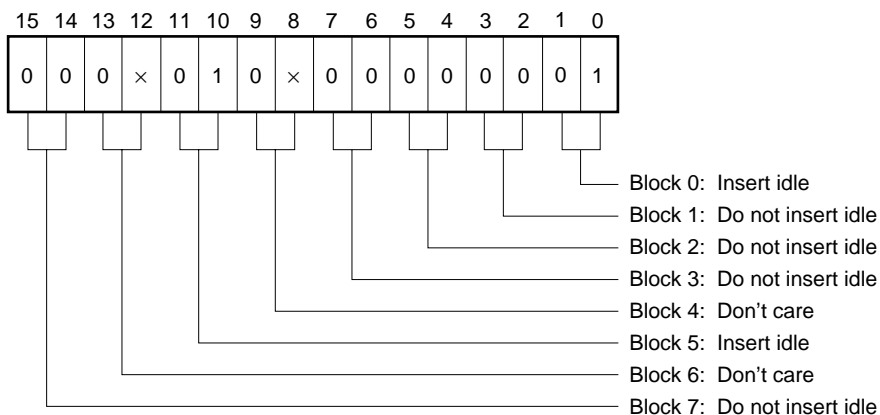 15 14 13 12 11 10 9 8 7 6 5 4 3 2 1 0
0 0 0 × 0 1 0 × 0 0 0 0 0 0 0 1
Block 0: Insert idle
Block 1: Do not insert idle
Block 2: Do not insert idle
Block 3: Do not insert idle
Block 4: Don't care
Block 5: Insert idle
Block 6: Don't care
Block 7: Do not insert idle